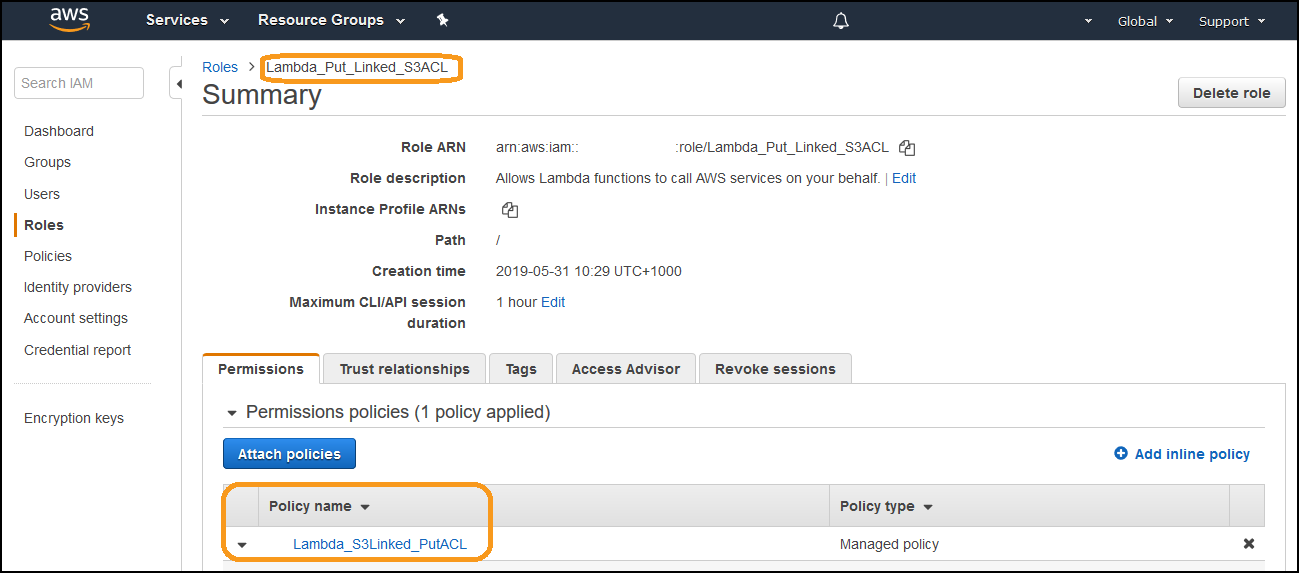 aws Services Resource Groups Global Support
Search IAM
Dashboard
Groups
Users
Roles
Policies
Identity providers
Account settings
Credential report
Encryption keys
Roles > Lambda_Put_Linked_S3ACL
Summary
Delete role
Role ARN arn:aws:iam:: :role/Lambda_Put_Linked_S3ACL
Role description Allows Lambda functions to call AWS services on your behalf. | Edit
Instance Profile ARNs
Path /
Creation time 2019-05-31 10:29 UTC+1000
Maximum CLI/API session 1 hour Edit
duration
Permissions Trust relationships Tags Access Advisor Revoke sessions
Permissions policies (1 policy applied)
Attach policies Add inline policy
Policy name Policy type
Lambda_S3Linked_PutACL Managed policy